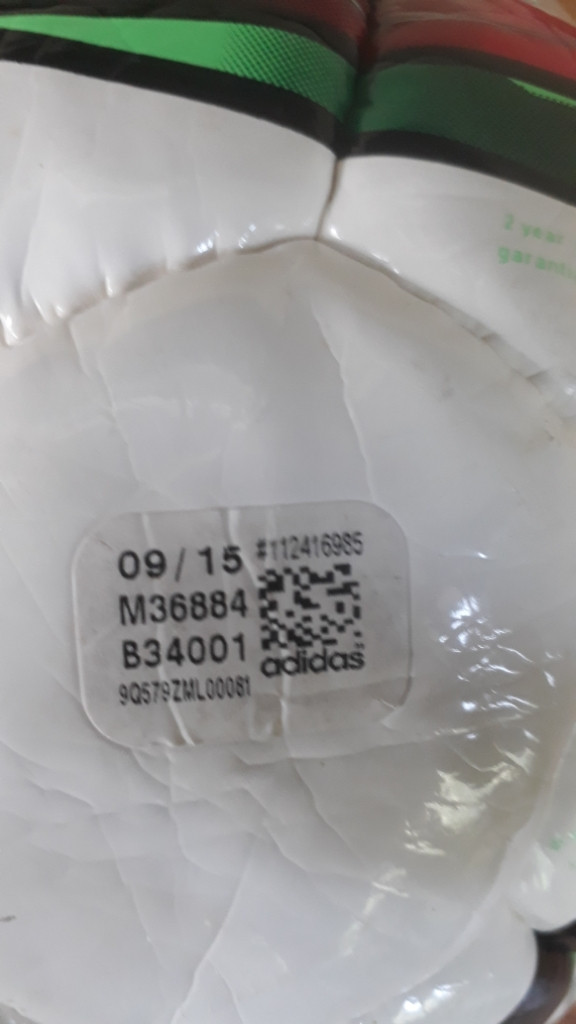 2 year
09/15 #112416985
M36884
B34001
adidas
9Q579ZML00081